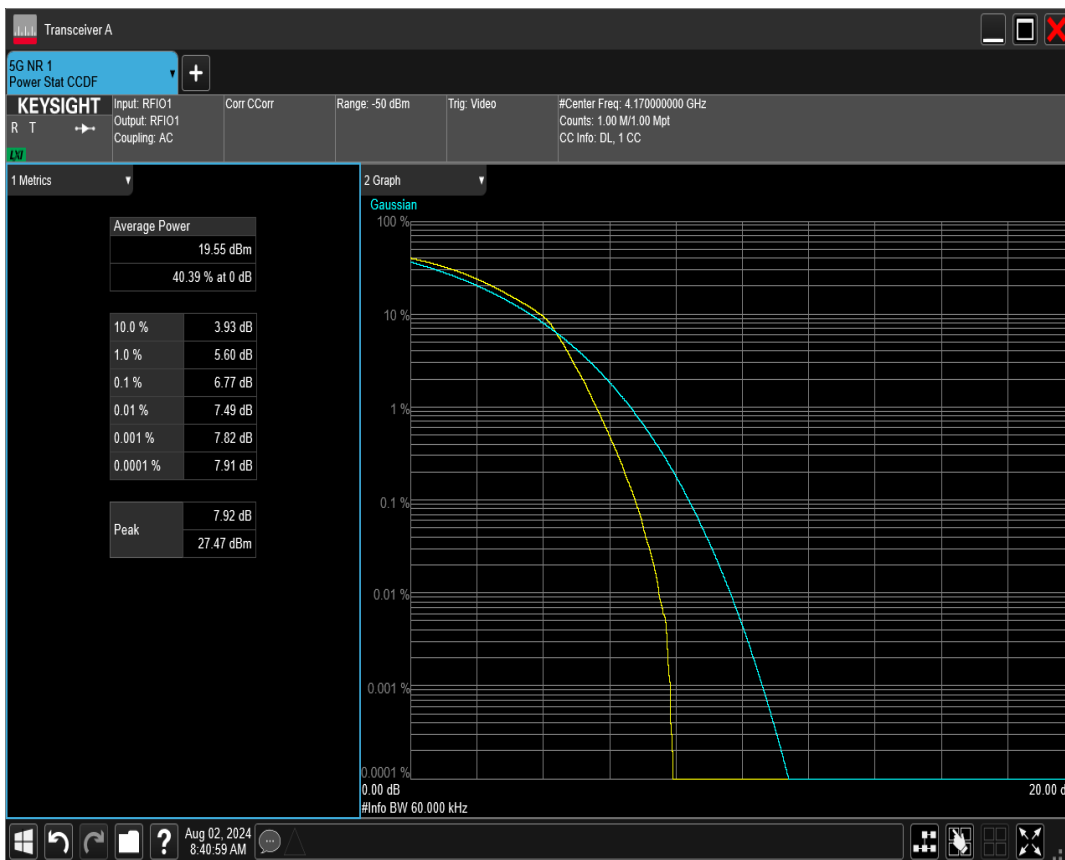 Transceiver A
5G NR 1
Power Stat CCDF
KEYSIGHT
R T
LXI
Input: RFIO1
Output: RFIO1
Coupling: AC
Corr CCorr
Range: -50 dBm
Trig: Video
#Center Freq: 4.170000000 GHz
Counts: 1.00 M/1.00 Mpt
CC Info: DL, 1 CC
1 Metrics
Average Power
19.55 dBm
40.39 % at 0 dB
10.0 % 3.93 dB
1.0 % 5.60 dB
0.1 % 6.77 dB
0.01 % 7.49 dB
0.001 % 7.82 dB
0.0001 % 7.91 dB
Peak
7.92 dB
27.47 dBm
2 Graph
Gaussian
100 %
10 %
1 %
0.1 %
0.01 %
0.001 %
0.0001 %
0.00 dB
20.00 d
#Info BW 60.000 kHz
?
Aug 02, 2024
8:40:59 AM